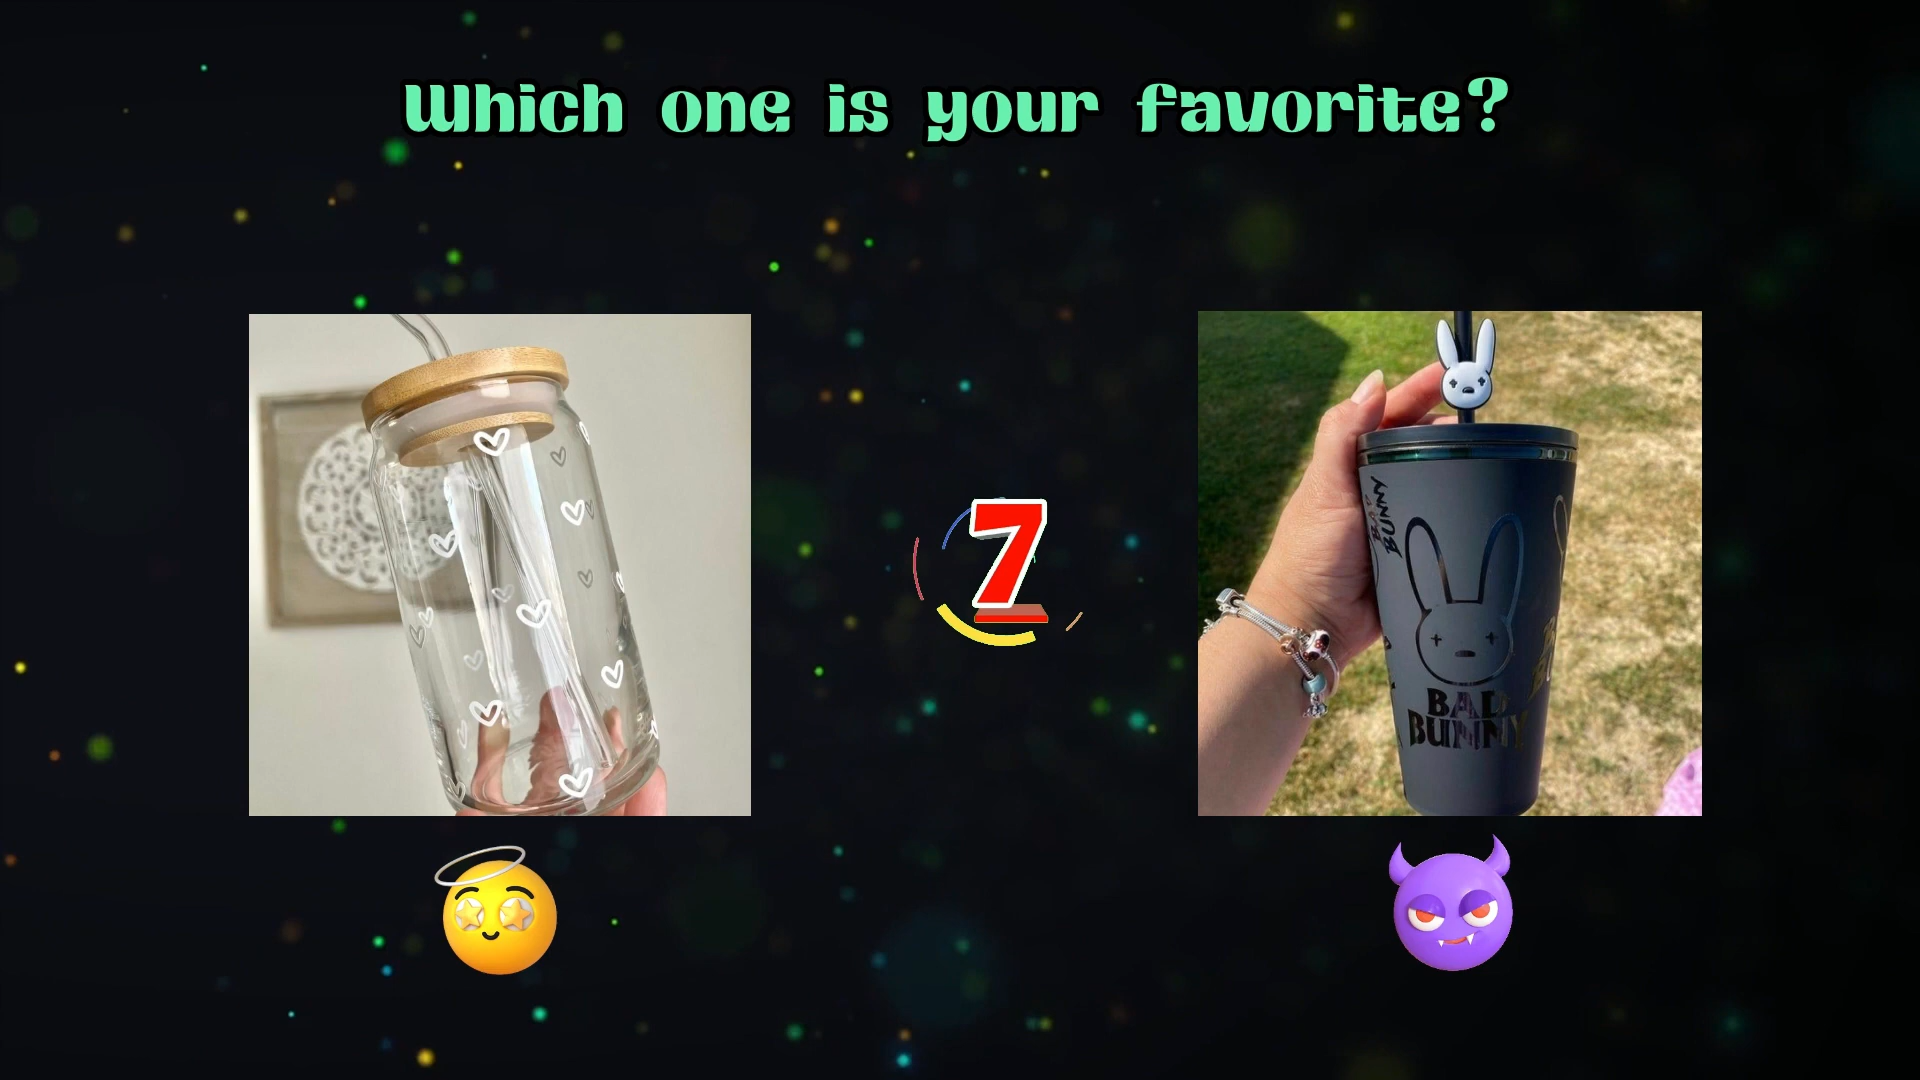 Which one is your favorite?
7
BAD
BUNNY
BAD
BUNNY